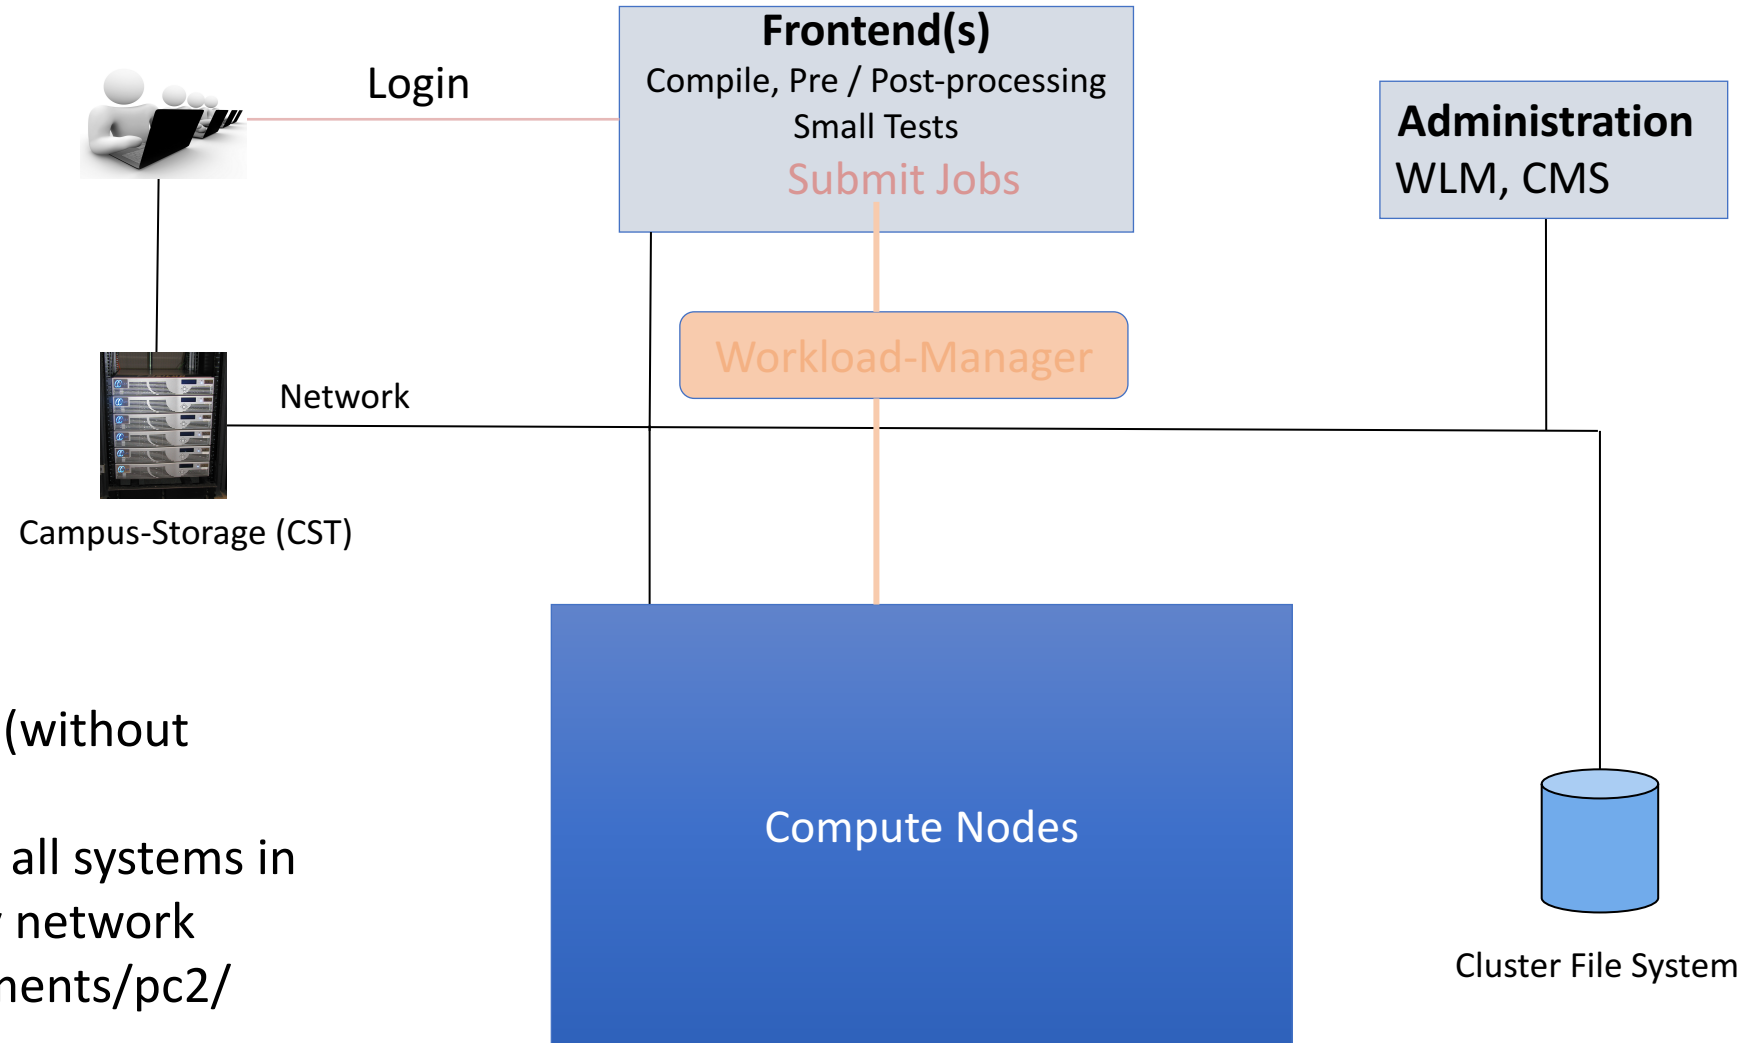 Frontend(s)
Compile, Pre / Post-processing
Small Tests
Submit Jobs
Login
Administration
WLM, CMS
Workload-Manager
Network
Campus-Storage (CST)
(without
all systems in
network
Compute Nodes
Cluster File System